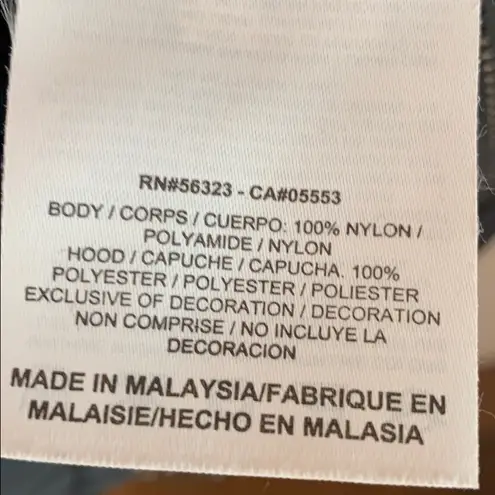 RN#56323 - CA#05553
BODY / CORPS / CUERPO: 100% NYLON /
POLYAMIDE / NYLON
HOOD / CAPUCHE / CAPUCHA. 100%
POLYESTER / POLYESTER / POLIESTER
EXCLUSIVE OF DECORATION / DECORATION
NON COMPRISE / NO INCLUYE LA
DECORACION
MADE IN MALAYSIA/FABRIQUE EN
MALAISIE/HECHO EN MALASIA